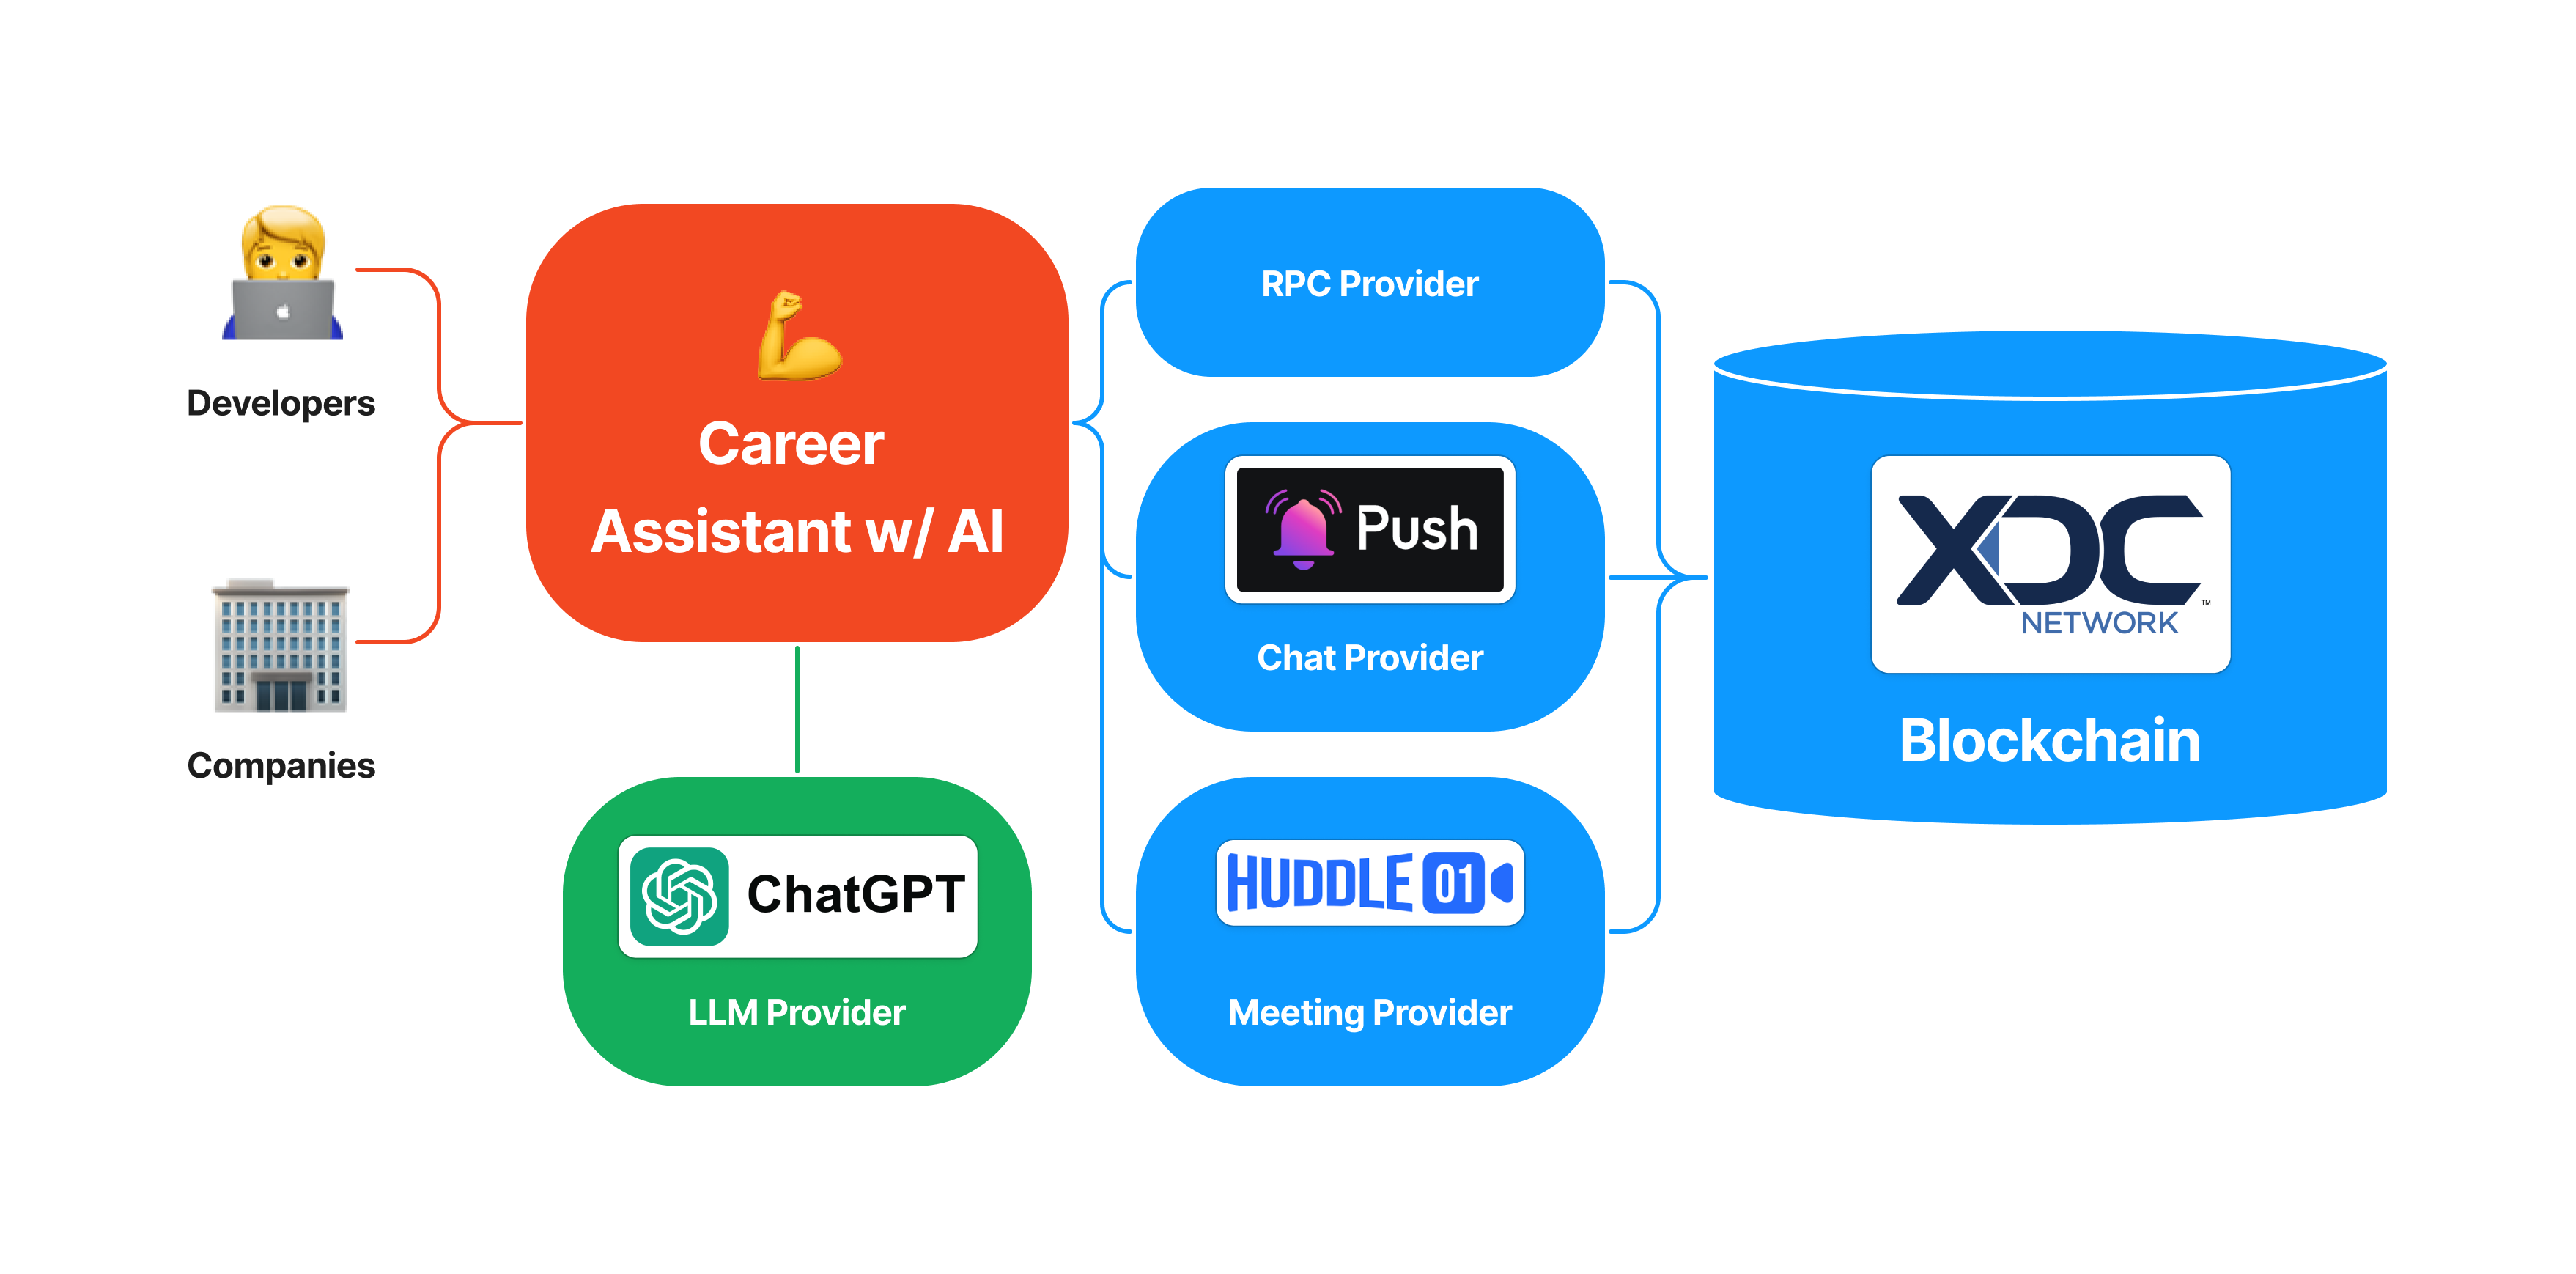 Developers
Companies
Career
Assistant w/ AI
ChatGPT
LLM Provider
RPC Provider
Push
Chat Provider
HUDDLE 01
Meeting Provider
XDC
TM
NETWORK
Blockchain